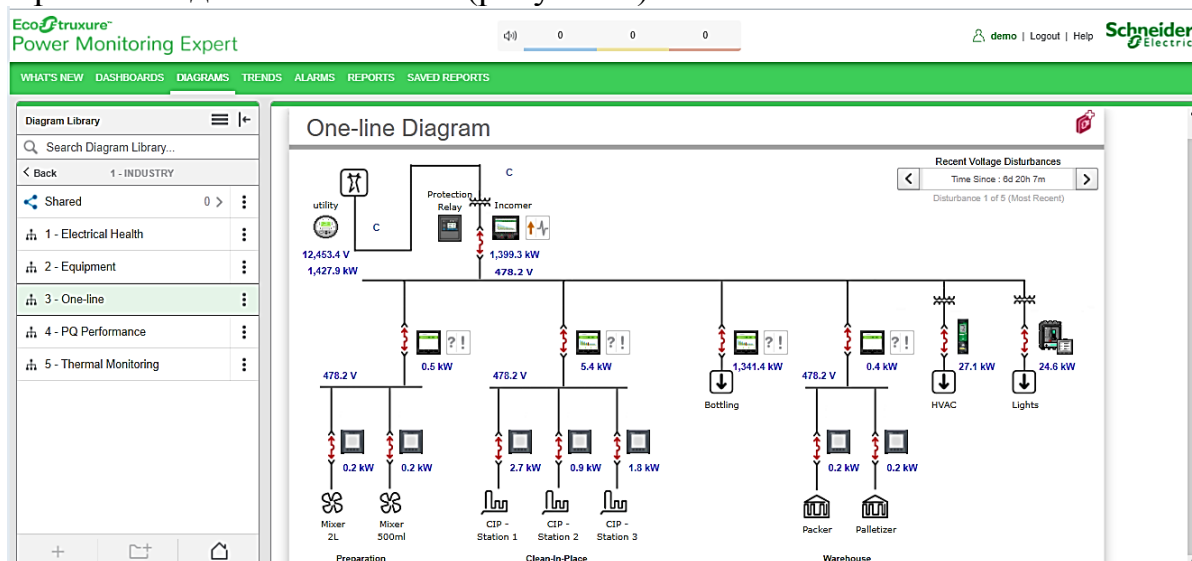 (рисунок
EcoStruxure™
Power Monitoring Expert
0 0 0
demo | Logout | Help
Schneider
Electric
WHAT'S NEW DASHBOARDS DIAGRAMS TRENDS ALARMS REPORTS SAVED REPORTS
Diagram Library
Search Diagram Library...
Back 1 - INDUSTRY
Shared 0
1 - Electrical Health
2 - Equipment
3 - One-line
4 - PQ Performance
5 - Thermal Monitoring
One-line Diagram
Recent Voltage Disturbances
Time Since : 6d 20h 7m
Disturbance 1 of 5 (Most Recent)
C
utility
Protection
Relay
Incomer
C
12,453.4 V
1,427.9 kW
1,399.3 kW
478.2 V
?! ?! ?! ?!
0.5 kW 5.4 kW 1,341.4 kW 0.4 kW 27.1 kW 24.6 kW
478.2 V 478.2 V 478.2 V
Bottling HVAC Lights
0.2 kW 0.2 kW 2.7 kW 0.9 kW 1.8 kW 0.2 kW 0.2 kW
Mixer
2L
Mixer
500ml
CIP -
Station 1
CIP -
Station 2
CIP -
Station 3
Packer Palletizer
Preparation Clean-In-Place Warehouse